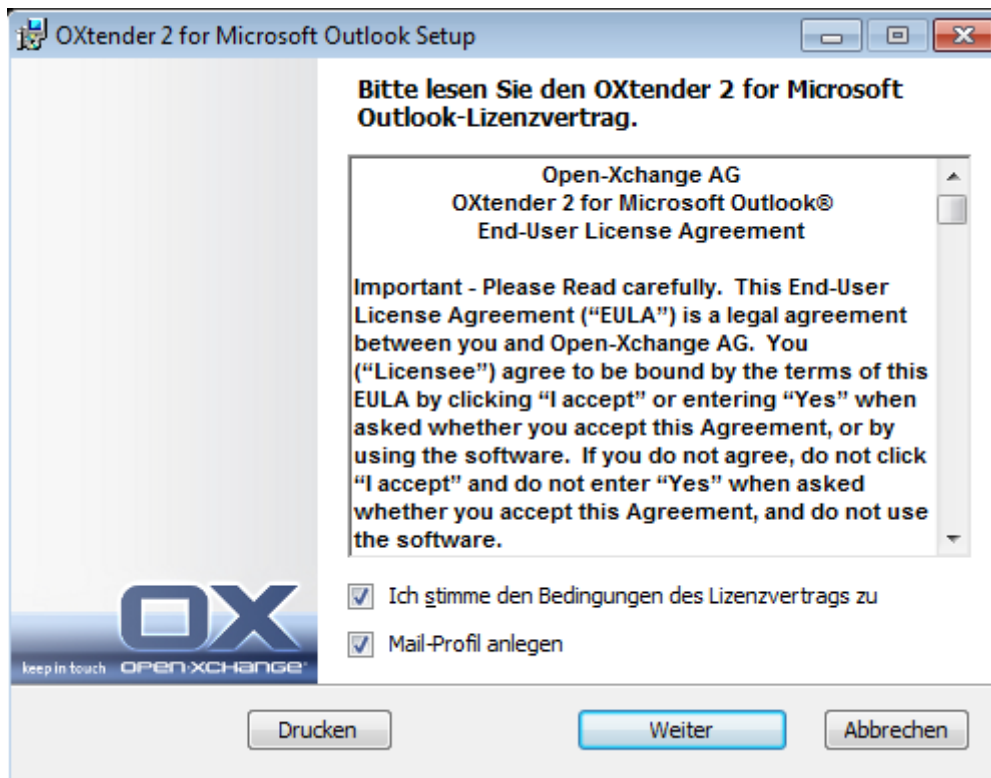 OXtender 2 for Microsoft Outlook Setup
Bitte lesen Sie den OXtender 2 for Microsoft
Outlook-Lizenzvertrag.
Open-Xchange AG
OXtender 2 for Microsoft Outlook®
End-User License Agreement
Important - Please Read carefully.  This End-User
License Agreement (“EULA”) is a legal agreement
between you and Open-Xchange AG.  You
(“Licensee”) agree to be bound by the terms of this
EULA by clicking “I accept” or entering “Yes” when
asked whether you accept this Agreement, or by
using the software.  If you do not agree, do not click
“I accept” and do not enter “Yes” when asked
whether you accept this Agreement, and do not use
the software.
Ich stimme den Bedingungen des Lizenzvertrags zu
Mail-Profil anlegen
OX
keep in touch OPEN-XCHANGE
Drucken
Weiter
Abbrechen